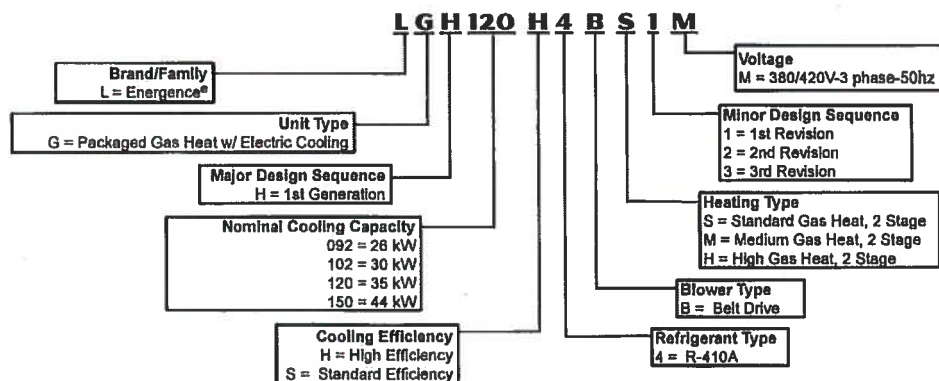 L G H 120 H 4 B S 1 M
Brand/Family
L = Energence®
Unit Type
G = Packaged Gas Heat w/ Electric Cooling
Major Design Sequence
H = 1st Generation
Nominal Cooling Capacity
092 = 26 kW
102 = 30 kW
120 = 35 kW
150 = 44 kW
Cooling Efficiency
H = High Efficiency
S = Standard Efficiency
Voltage
M = 380/420V-3 phase-50hz
Minor Design Sequence
1 = 1st Revision
2 = 2nd Revision
3 = 3rd Revision
Heating Type
S = Standard Gas Heat, 2 Stage
M = Medium Gas Heat, 2 Stage
H = High Gas Heat, 2 Stage
Blower Type
B = Belt Drive
Refrigerant Type
4 = R-410A